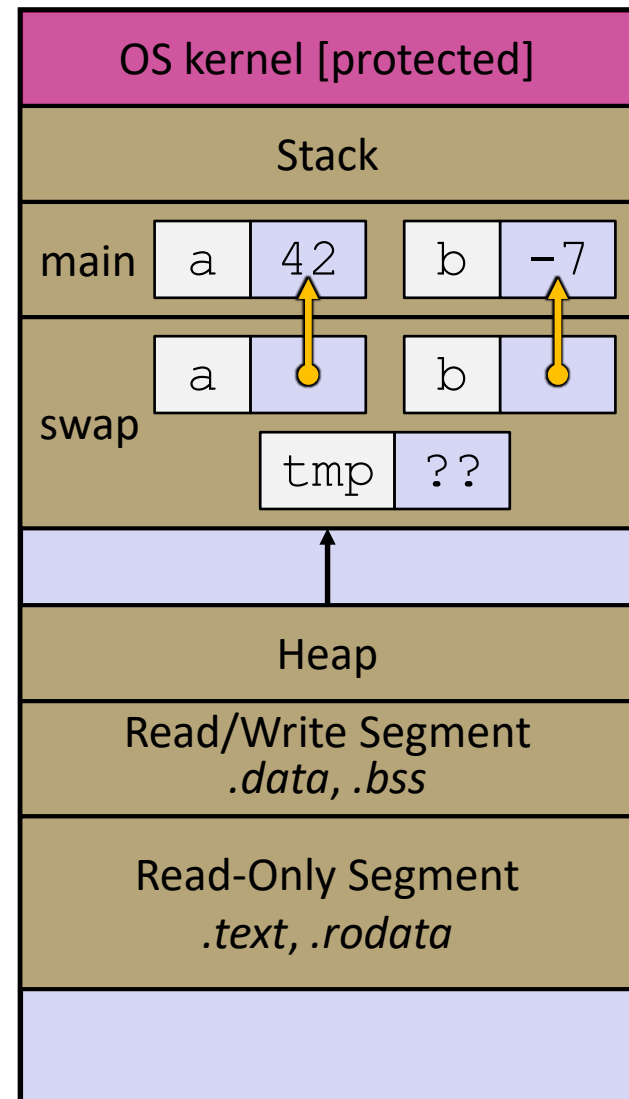 OS kernel [protected]
Stack
main a 42 b -7
swap a b
tmp ??
Heap
Read/Write Segment
.data, .bss
Read-Only Segment
.text, .rodata